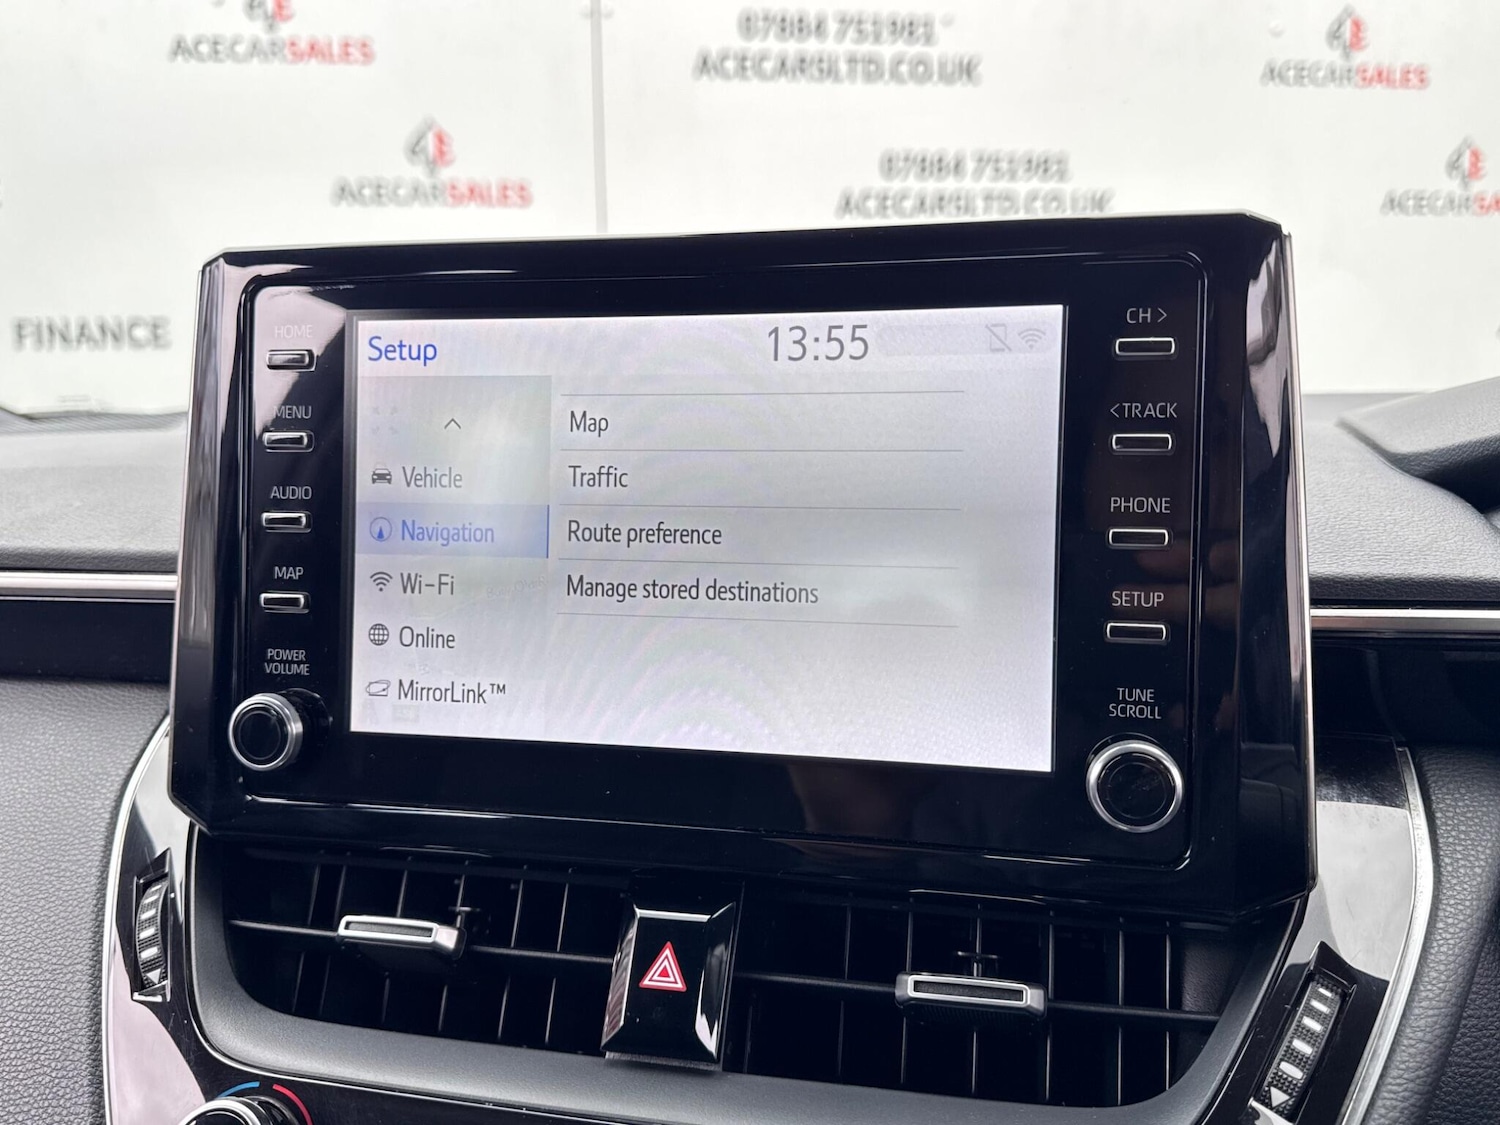 ACECARSALES
07884 751981
ACECARSLTD.CO.UK
ACECARSALES
ACECARSALES
07884 751981
ACECARSLTD.CO.UK
ACECARSALES
ACECARSA
FINANCE
HOME
MENU
AUDIO
MAP
POWER
VOLUME
Setup
13:55
Vehicle
Navigation
Wi-Fi
Online
MirrorLink™
Map
Traffic
Route preference
Manage stored destinations
CH >
< TRACK
PHONE
SETUP
TUNE
SCROLL